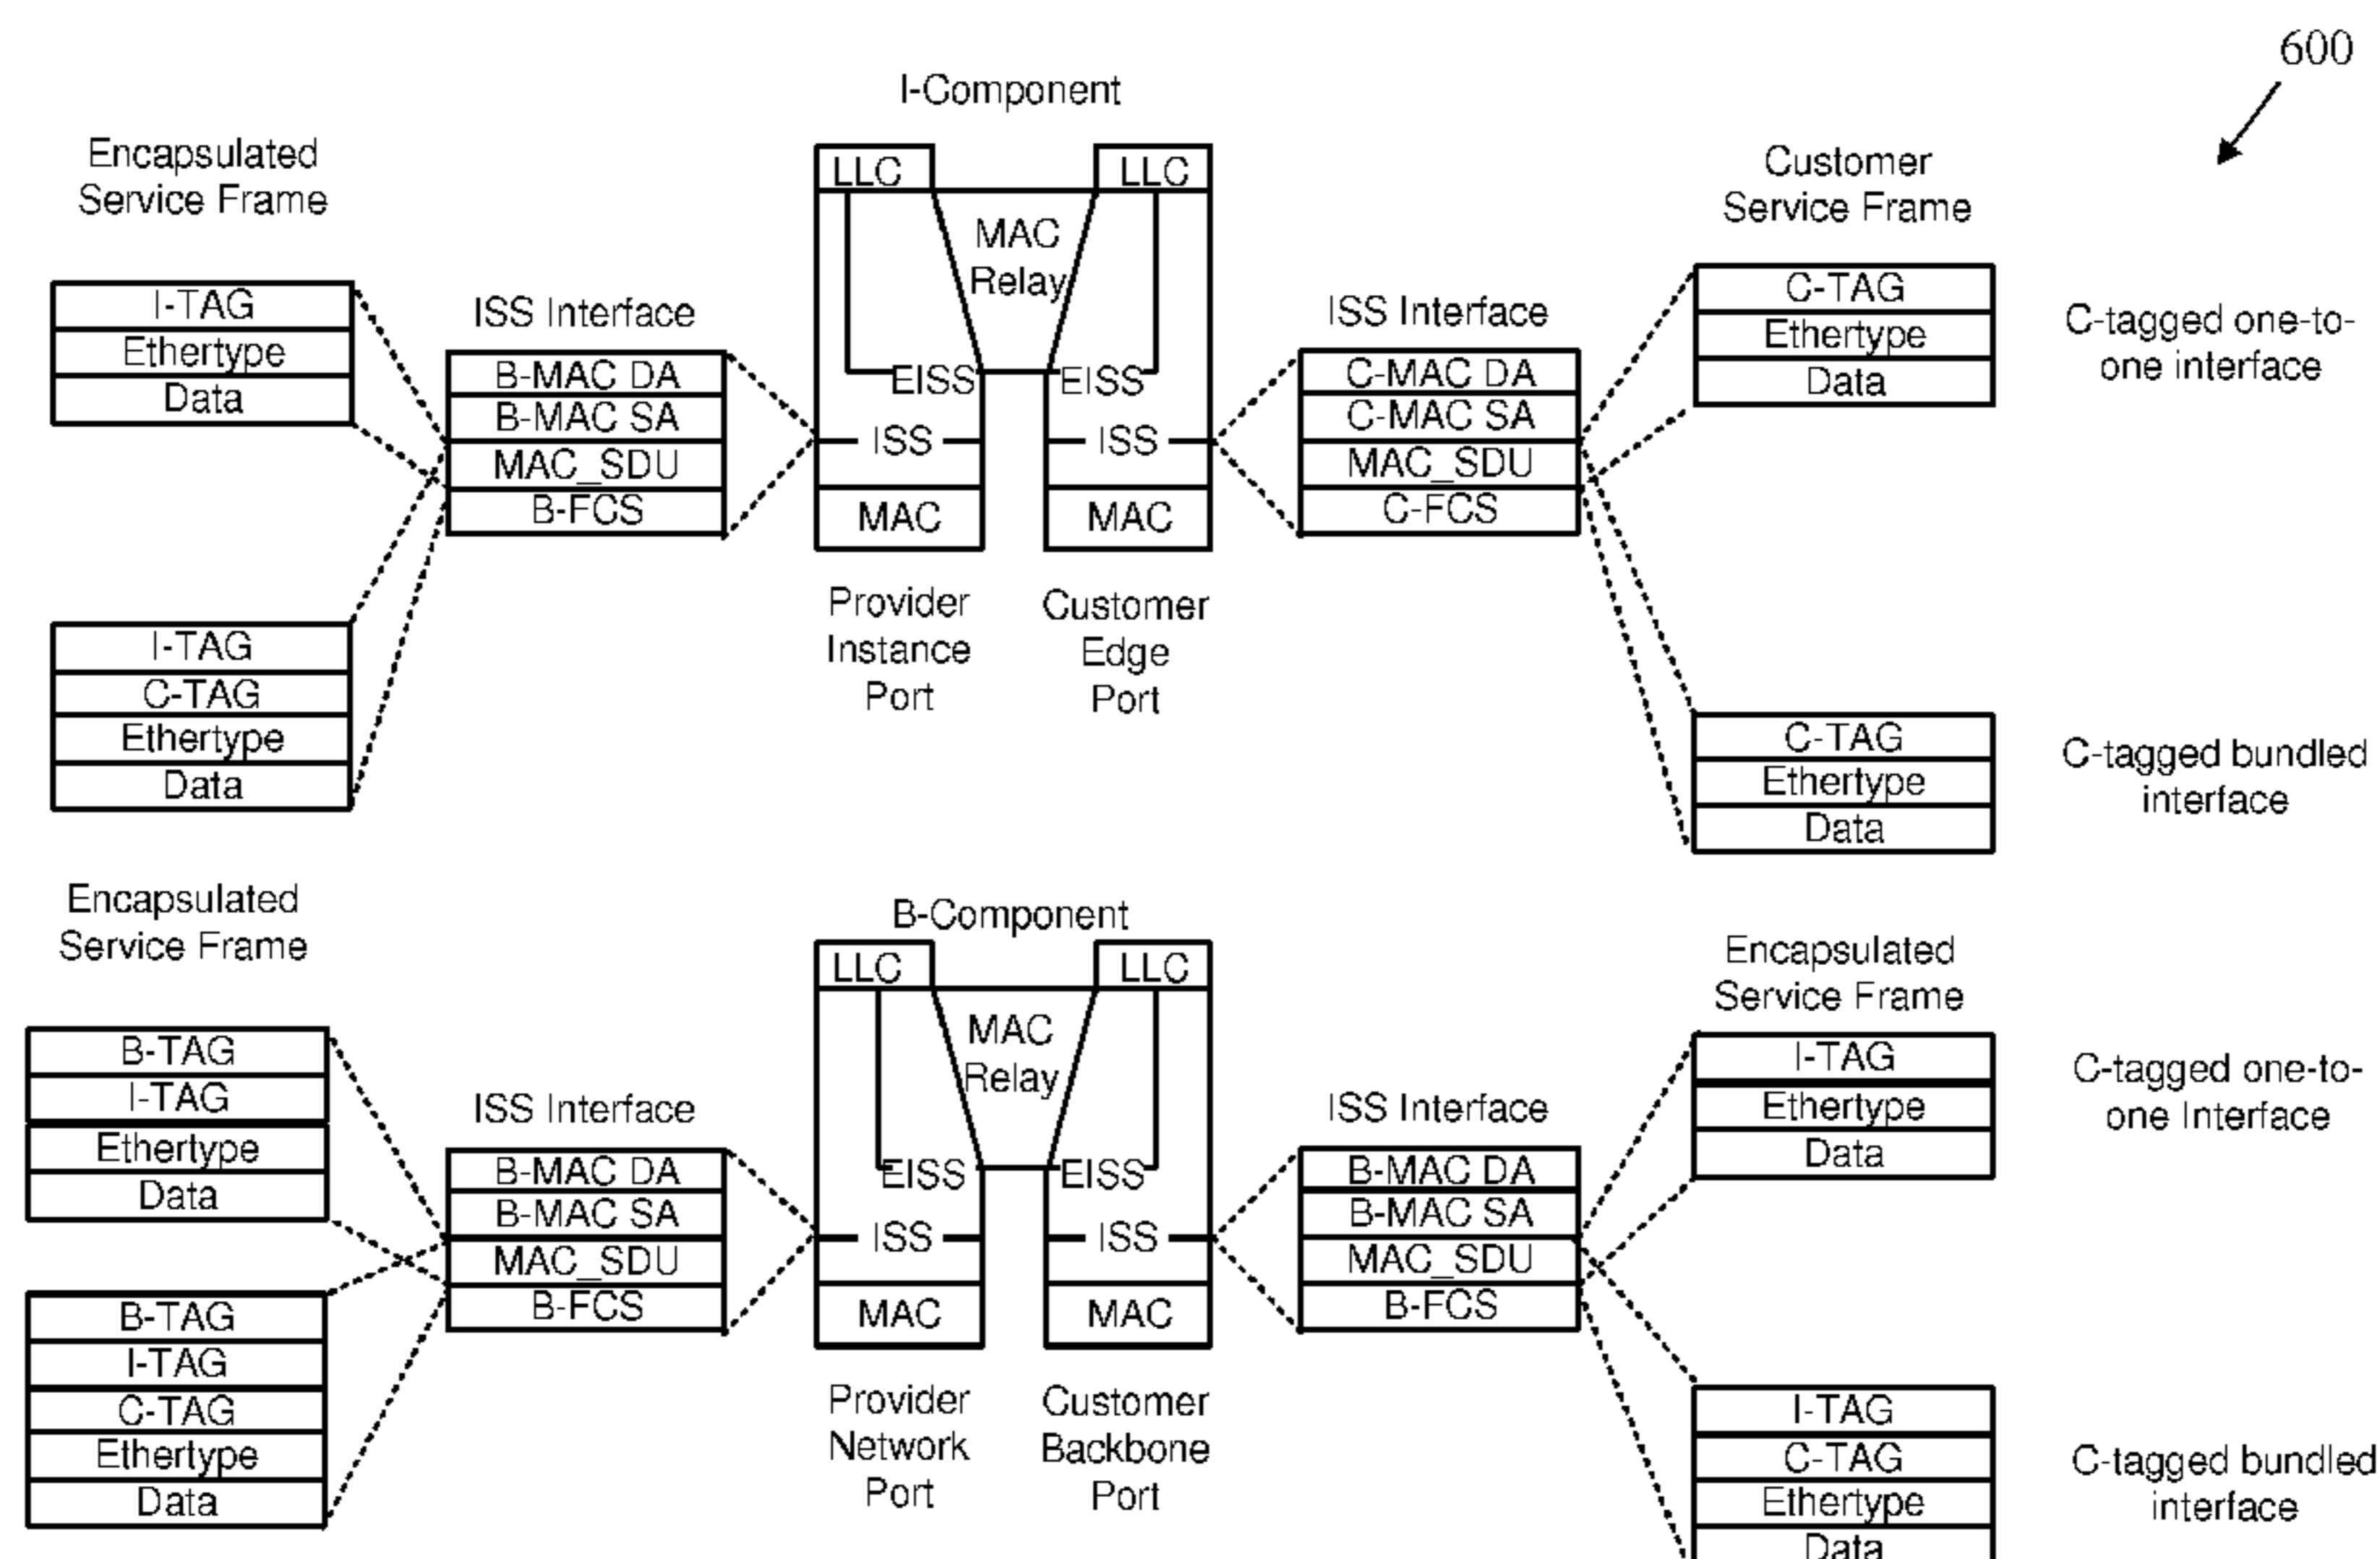 600
I-Component
Encapsulated
Service Frame
I-TAG
Ethertype
Data
I-TAG
C-TAG
Ethertype
Data
ISS Interface
B-MAC DA
B-MAC SA
MAC_SDU
B-FCS
LLC
LLC
MAC
Relay
EISS
EISS
ISS
ISS
MAC
MAC
Provider
Instance
Port
Customer
Edge
Port
ISS Interface
C-MAC DA
C-MAC SA
MAC_SDU
C-FCS
Customer
Service Frame
C-TAG
Ethertype
Data
C-tagged one-to-
one interface
C-TAG
Ethertype
Data
C-tagged bundled
interface
B-Component
Encapsulated
Service Frame
B-TAG
I-TAG
Ethertype
Data
B-TAG
I-TAG
C-TAG
Ethertype
Data
ISS Interface
B-MAC DA
B-MAC SA
MAC_SDU
B-FCS
LLC
LLC
MAC
Relay
EISS
EISS
ISS
ISS
MAC
MAC
Provider
Network
Port
Customer
Backbone
Port
ISS Interface
B-MAC DA
B-MAC SA
MAC_SDU
B-FCS
Encapsulated
Service Frame
I-TAG
Ethertype
Data
C-tagged one-to-
one Interface
I-TAG
C-TAG
Ethertype
Data
C-tagged bundled
interface